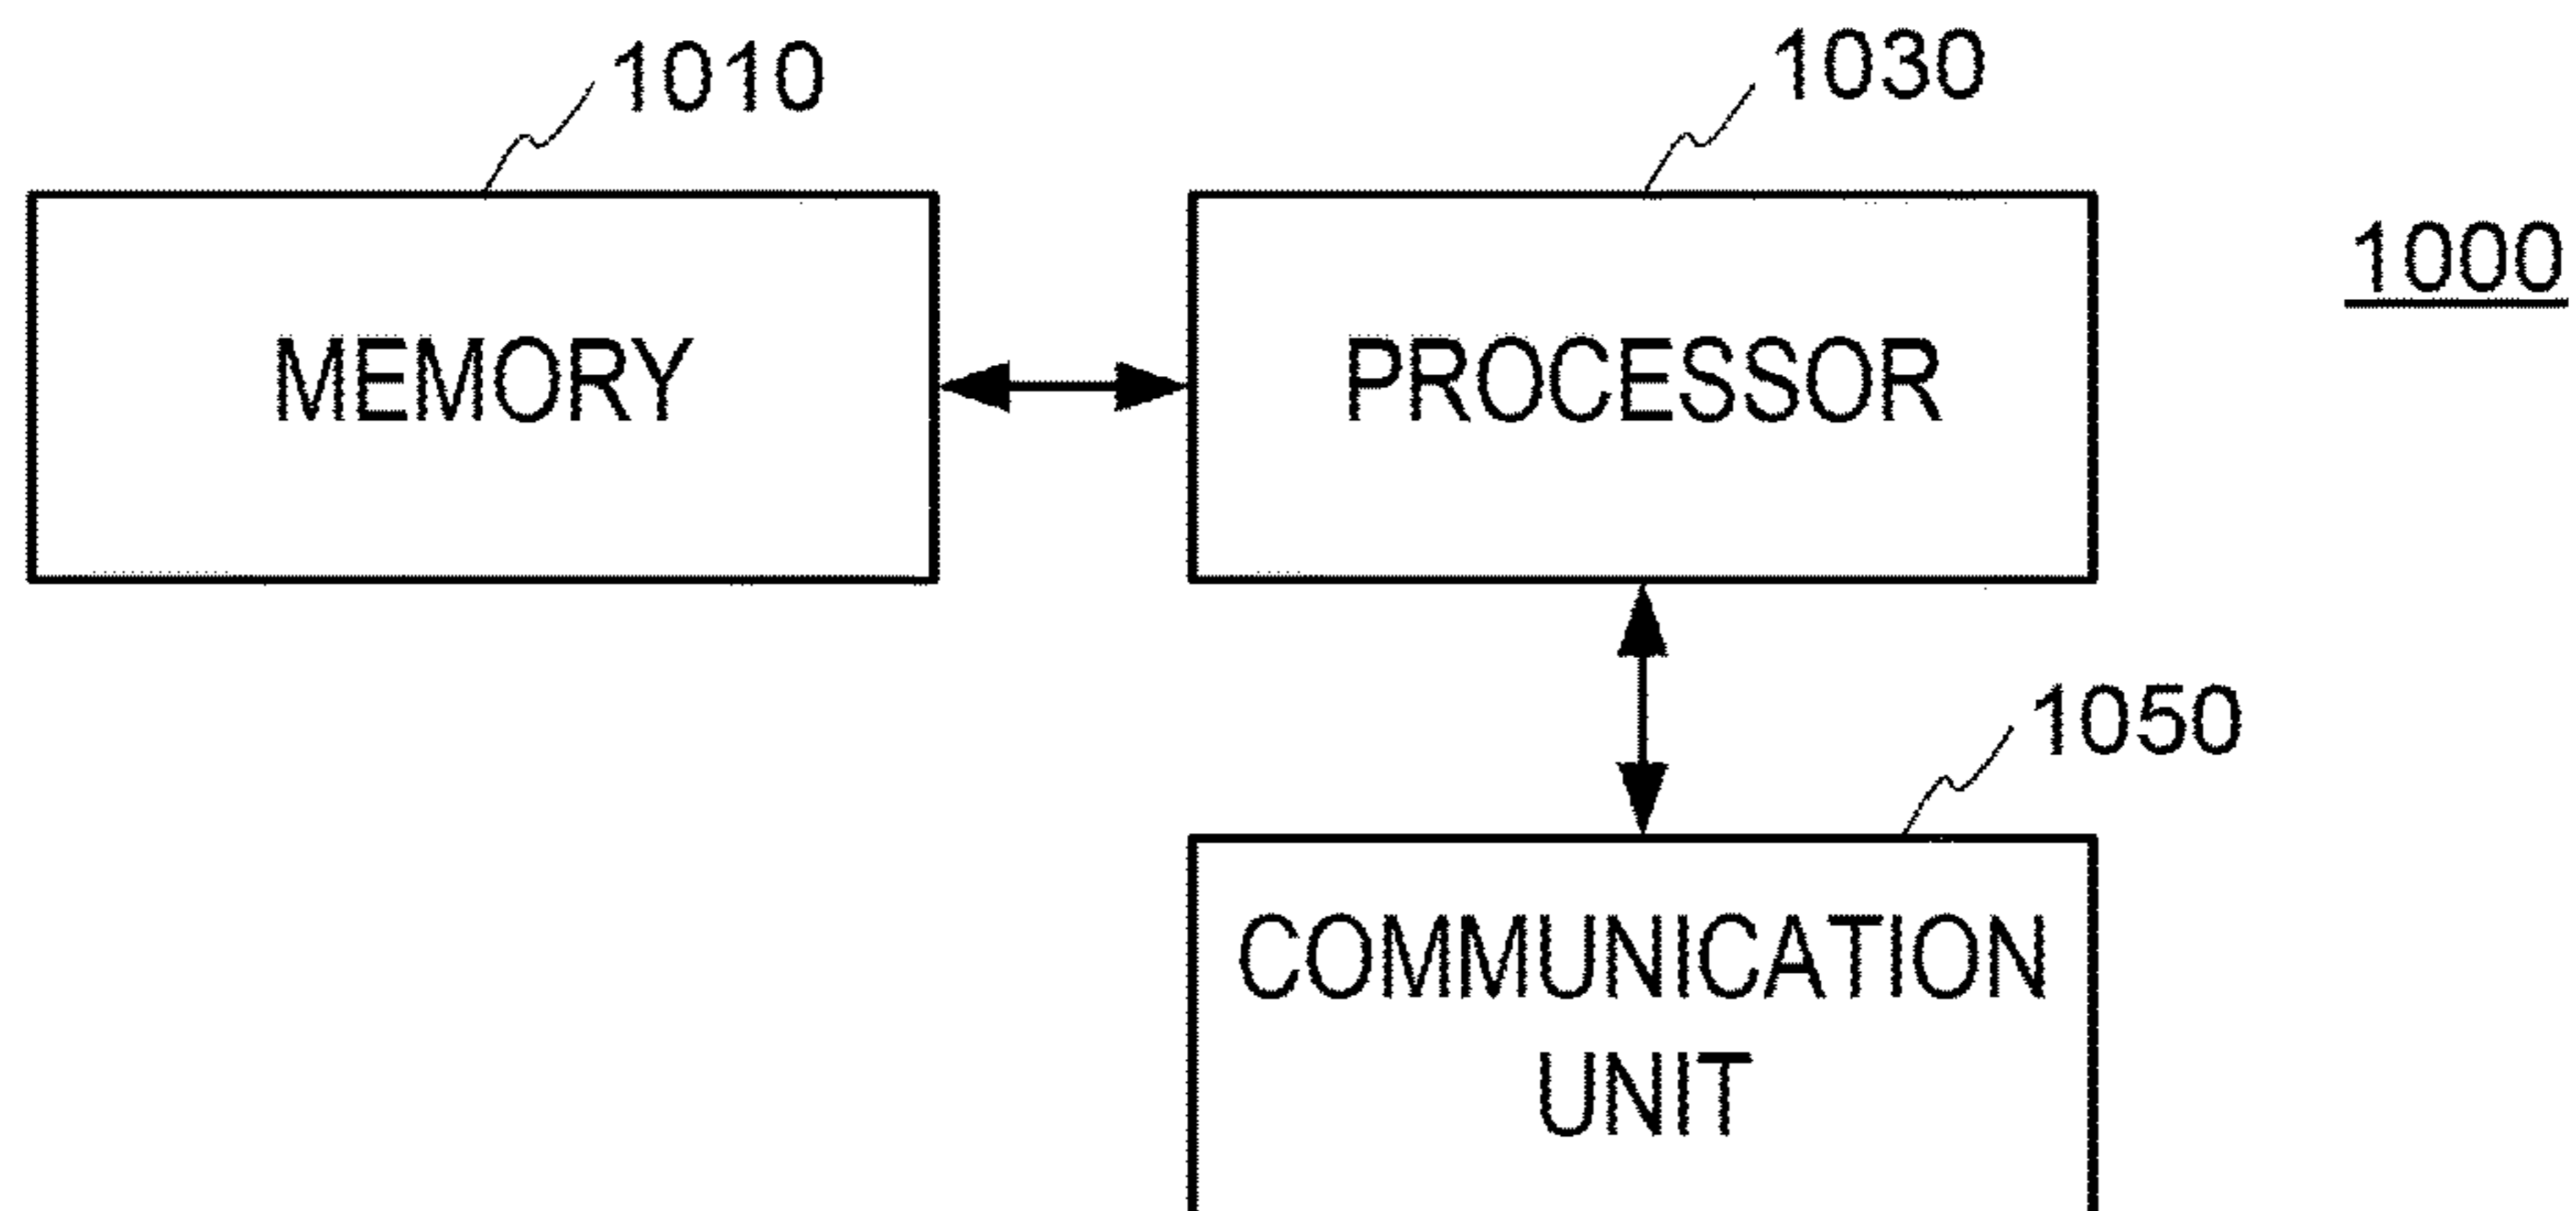 1010
1030
1000
MEMORY
PROCESSOR
1050
COMMUNICATION
UNIT